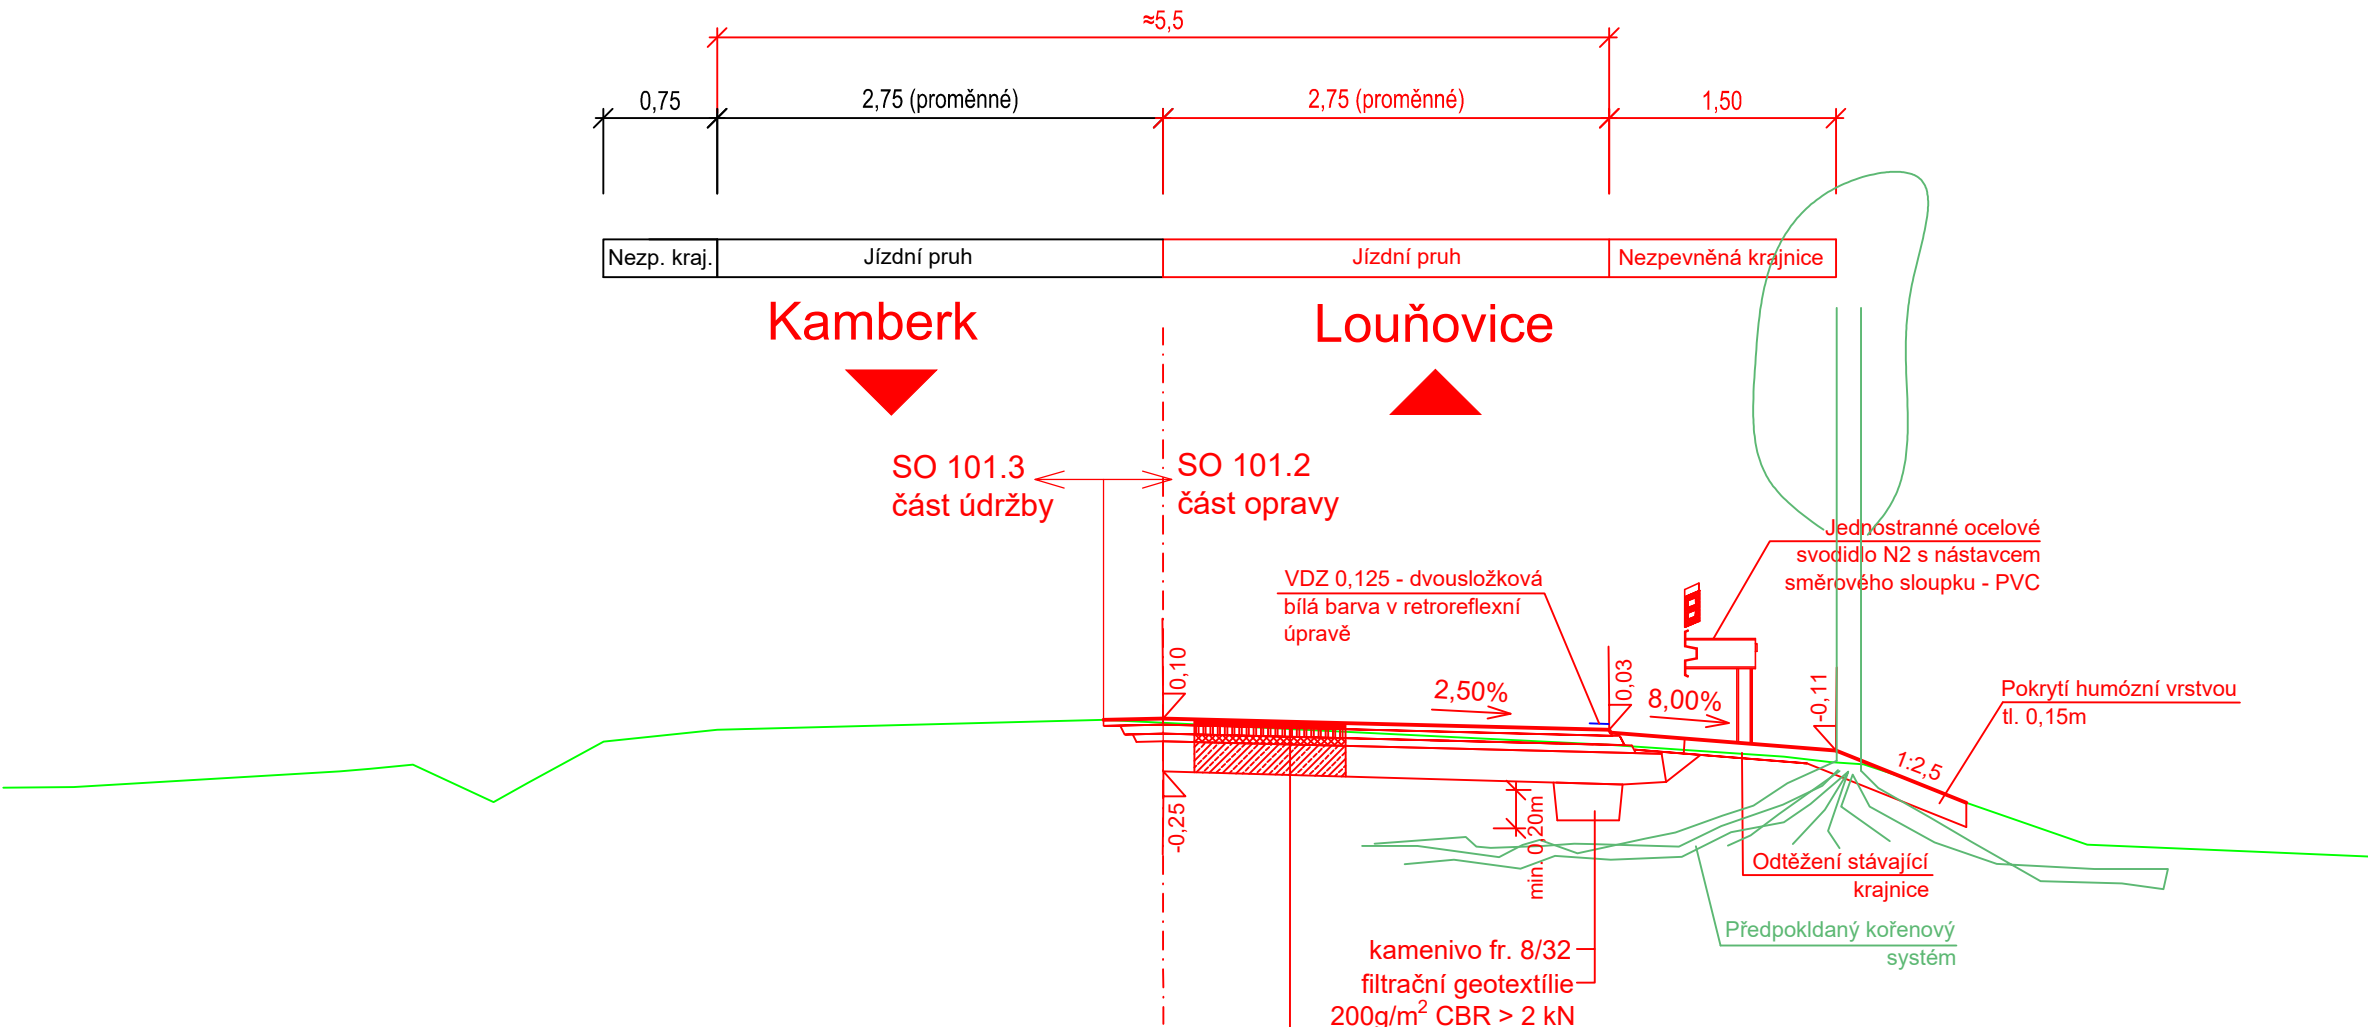 ≈5,5
0,75
2,75 (proměnné)
2,75 (proměnné)
1,50
Nezp. kraj.
Jízdní pruh
Jízdní pruh
Nezpevněná krajnice
Kamberk
Louňovice
SO 101.3
část údržby
SO 101.2
část opravy
Jednostranné ocelové
svodidlo N2 s nástavcem
směrového sloupku - PVC
VDZ 0,125 - dvousložková
bílá barva v retroreflexní
úpravě
0,10
2,50%
0,03
8,00%
-0,11
Pokrytí humózní vrstvou
tl. 0,15m
1:2,5
-0,25
min. 0,20m
Odtěžení stávající
krajnice
Předpokldaný kořenový
systém
kamenivo fr. 8/32
filtrační geotextílie
200g/m² CBR > 2 kN